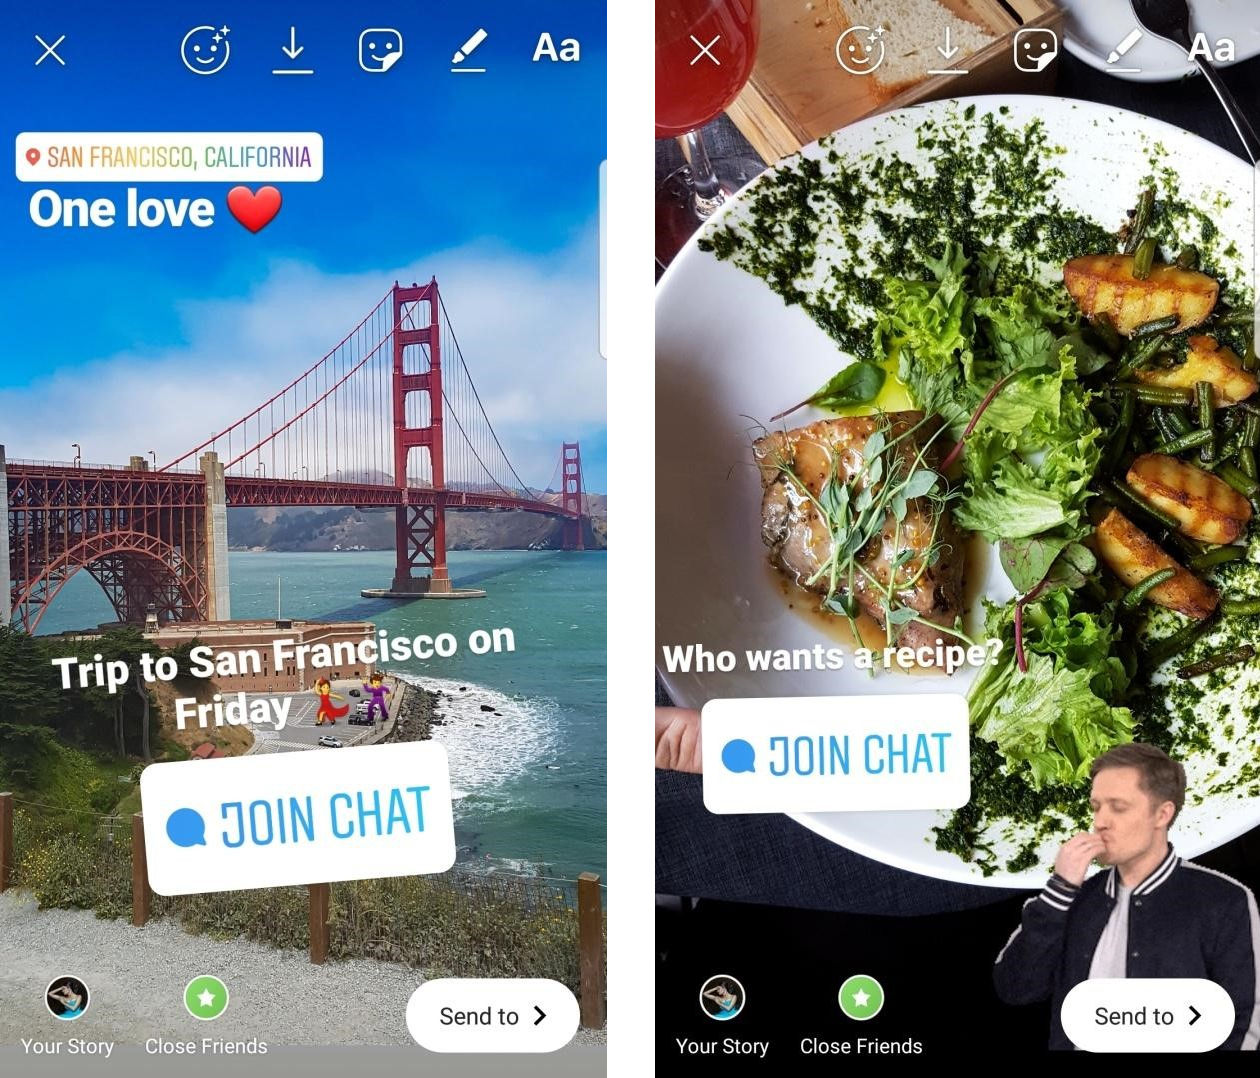 Aa
SAN FRANCISCO, CALIFORNIA
One love ❤️
Trip to San Francisco on
Friday 💃🕺
JOIN CHAT
Your Story
Close Friends
Send to
Aa
Who wants a recipe?
JOIN CHAT
Your Story
Close Friends
Send to